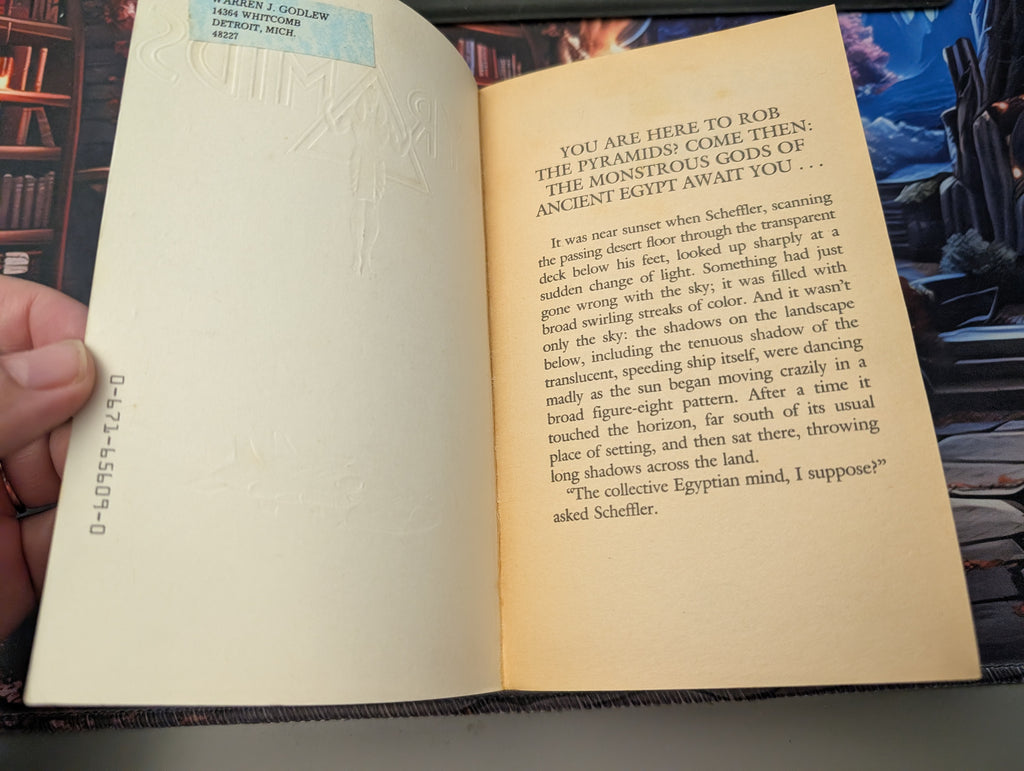 WARREN J. GODLEW
14364 WHITCOMB
DETROIT, MICH.
48227
RAMIDS
0-671-65609-0
YOU ARE HERE TO ROB
THE PYRAMIDS? COME THEN:
THE MONSTROUS GODS OF
ANCIENT EGYPT AWAIT YOU . . .
It was near sunset when Scheffler, scanning
the passing desert floor through the transparent
deck below his feet, looked up sharply at a
sudden change of light. Something had just
gone wrong with the sky; it was filled with
broad swirling streaks of color. And it wasn't
only the sky: the shadows on the landscape
below, including the tenuous shadow of the
translucent, speeding ship itself, were dancing
madly as the sun began moving crazily in a
broad figure-eight pattern. After a time it
touched the horizon, far south of its usual
place of setting, and then sat there, throwing
long shadows across the land.
“The collective Egyptian mind, I suppose?”
asked Scheffler.